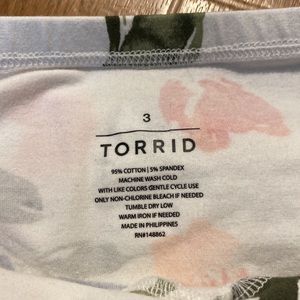 3
TORRID
95% COTTON | 5% SPANDEX
MACHINE WASH COLD
WITH LIKE COLORS GENTLE CYCLE USE
ONLY NON-CHLORINE BLEACH IF NEEDED
TUMBLE DRY LOW
WARM IRON IF NEEDED
MADE IN PHILIPPINES
RN#148862